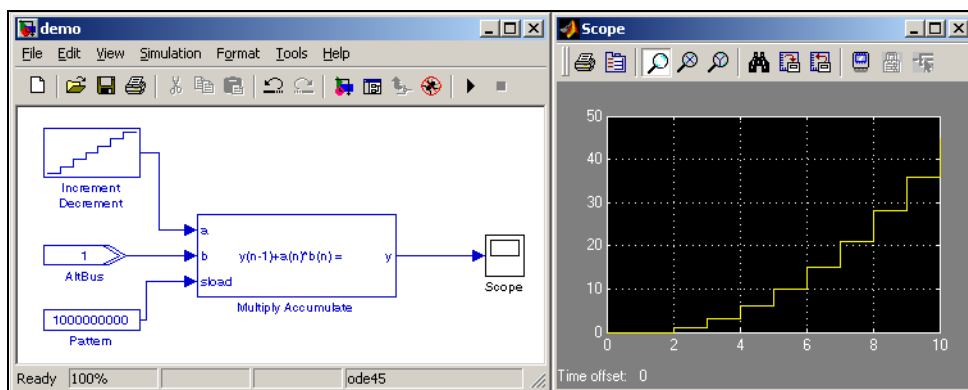 demo
File Edit View Simulation Format Tools Help
Increment
Decrement
1
AltBus
1000000000
Pattern
a
b
sload
y(n-1)+a(n)*b(n) =
y
Multiply Accumulate
Scope
Ready
100%
ode45
Scope
50
40
30
20
10
0
0
2
4
6
8
10
Time offset: 0